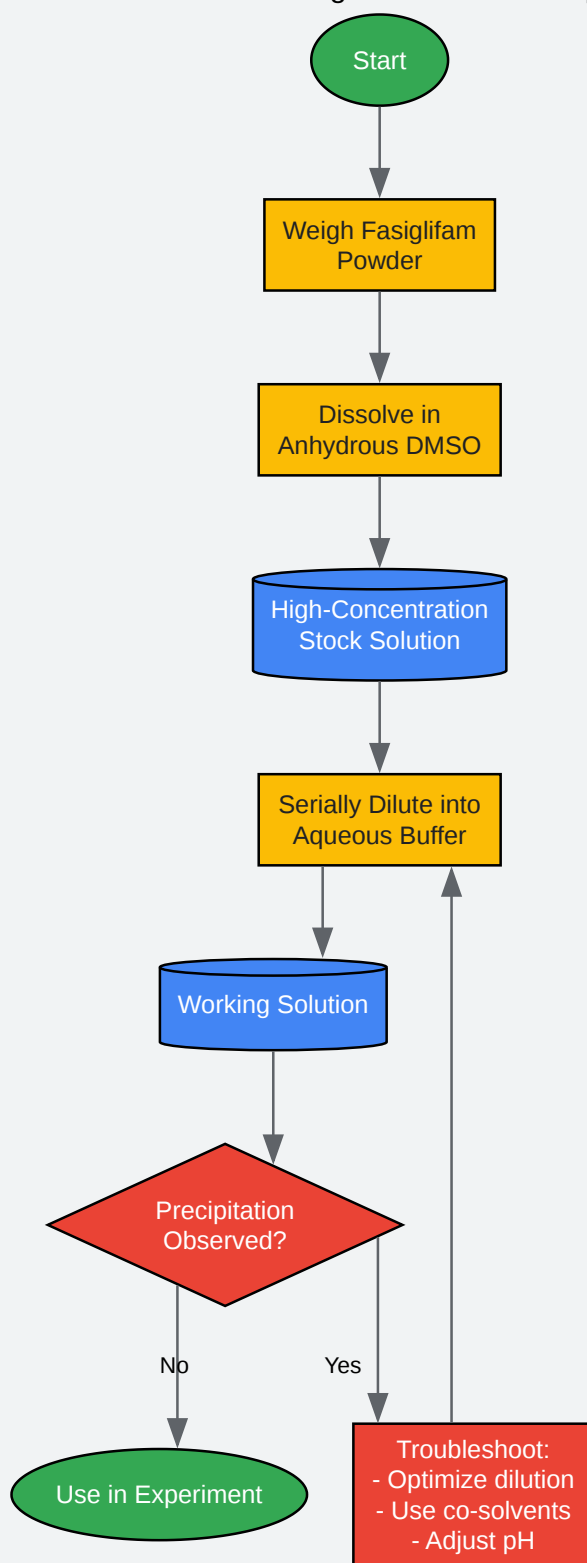 Start
Weigh Fasiglifam
Powder
Dissolve in
Anhydrous DMSO
High-Concentration
Stock Solution
Serially Dilute into
Aqueous Buffer
Working Solution
Precipitation
Observed?
No
Yes
Use in Experiment
Troubleshoot:
- Optimize dilution
- Use co-solvents
- Adjust pH